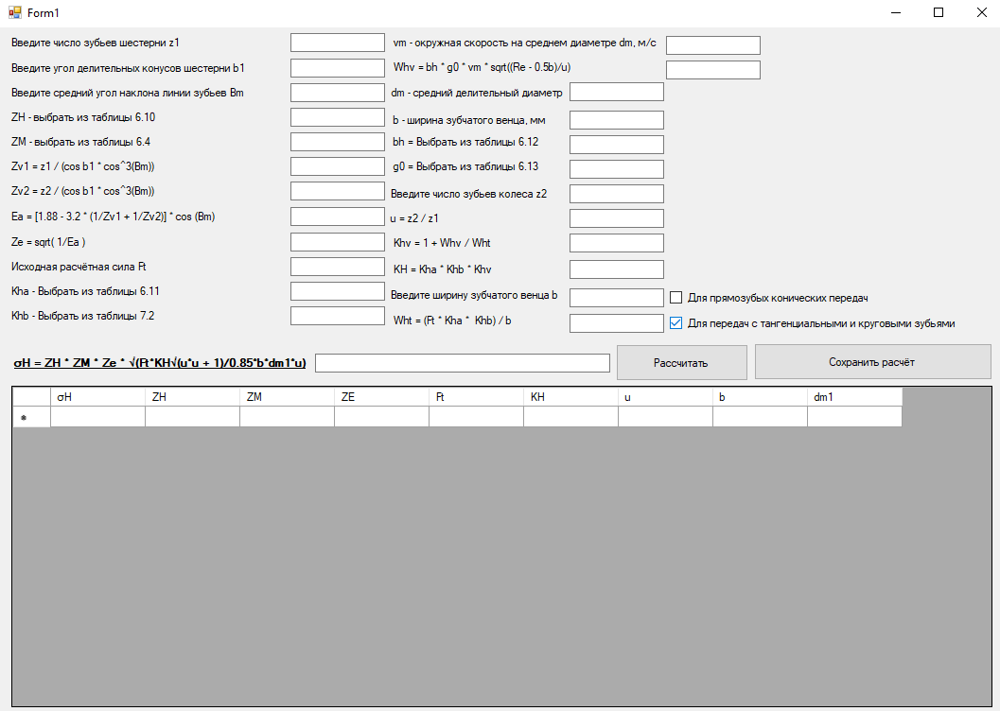 Form1
Введите число зубьев шестерни z1
Введите угол делительных конусов шестерни b1
Введите средний угол наклона линии зубьев Bm
ZH - выбрать из таблицы 6.10
ZM - выбрать из таблицы 6.4
Zv1 = z1 / (cos b1 * cos^3(Bm))
Zv2 = z2 / (cos b1 * cos^3(Bm))
Ea = [1.88 - 3.2 * (1/Zv1 + 1/Zv2)] * cos (Bm)
Ze = sqrt( 1/Ea )
Исходная расчётная сила Ft
Kha - Выбрать из таблицы 6.11
Khb - Выбрать из таблицы 7.2
vm - окружная скорость на среднем диаметре dm, м/с
Whv = bh * g0 * vm * sqrt((Re - 0.5b)/u)
dm - средний делительный диаметр
b - ширина зубчатого венца, мм
bh = Выбрать из таблицы 6.12
g0 = Выбрать из таблицы 6.13
Введите число зубьев колеса z2
u = z2 / z1
Khv = 1 + Whv / Wht
KH = Kha * Khb * Khv
Введите ширину зубчатого венца b
Wht = (Ft * Kha * Khb) / b
Для прямозубых конических передач
Для передач с тангенциальными и круговыми зубьями
σH = ZH * ZM * Ze * √(Ft*KH√(u*u + 1)/0.85*b*dm1*u)
Рассчитать
Сохранить расчёт
σH ZH ZM ZE Ft KH u b dm1